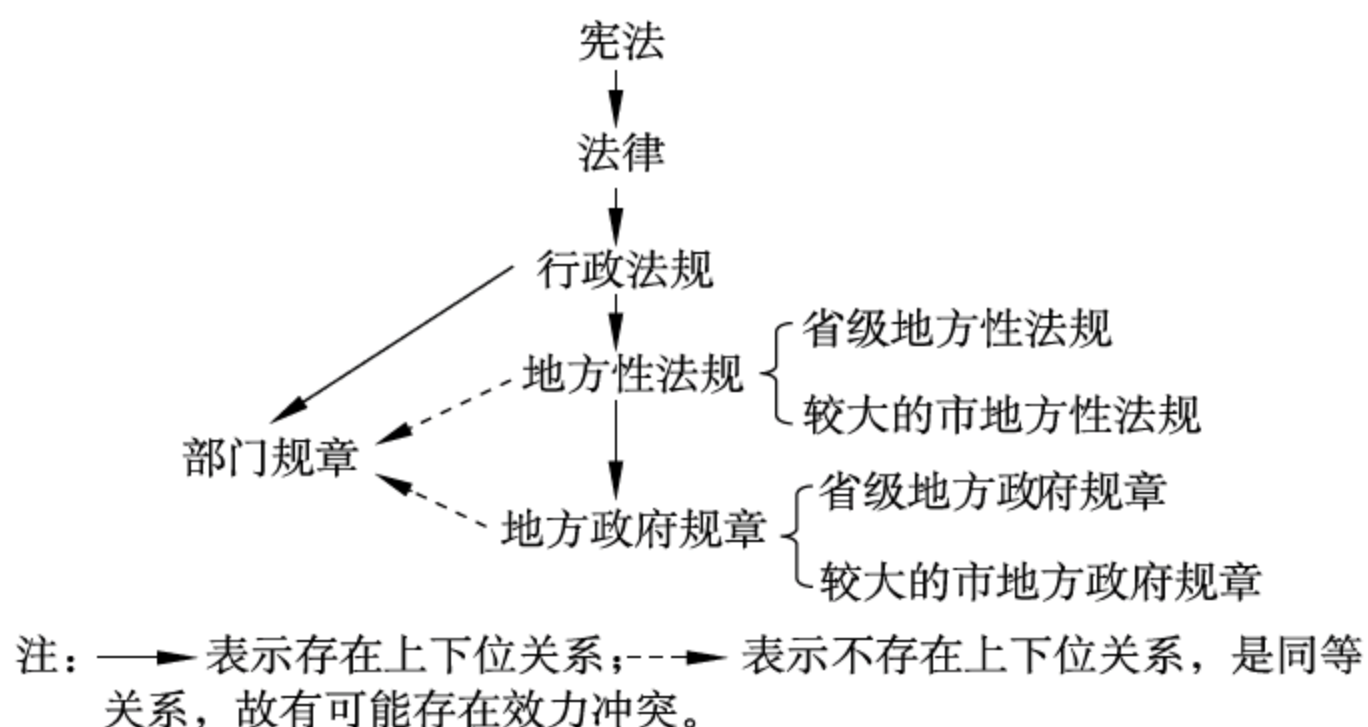 宪法
法律
行政法规
省级地方性法规
地方性法规
较大的市地方性法规
部门规章
省级地方政府规章
地方政府规章
较大的市地方政府规章
注：表示存在上下位关系；表示不存在上下位关系，是同等
关系，故有可能存在效力冲突。